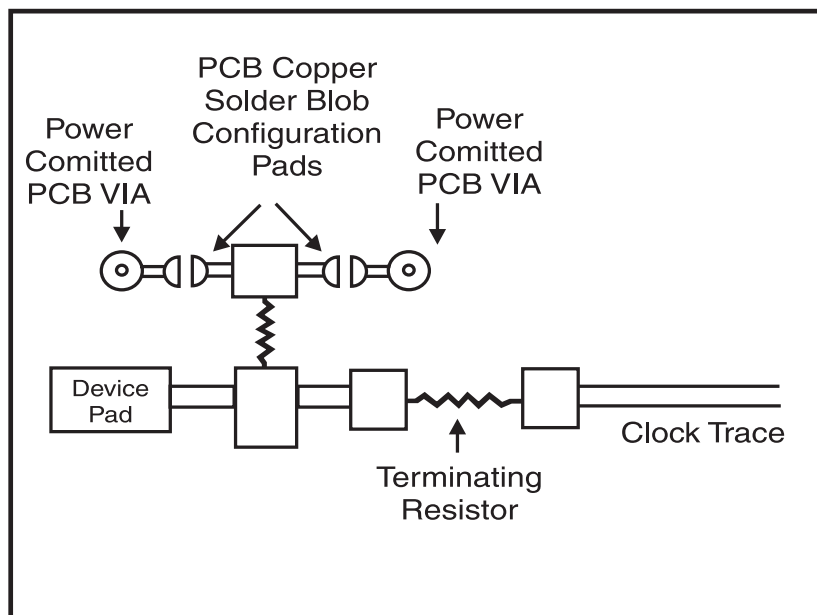 PCB Copper
Solder Blob
Configuration
Pads
Power
Comitted
PCB VIA
Power
Comitted
PCB VIA
Device
Pad
Clock Trace
Terminating
Resistor